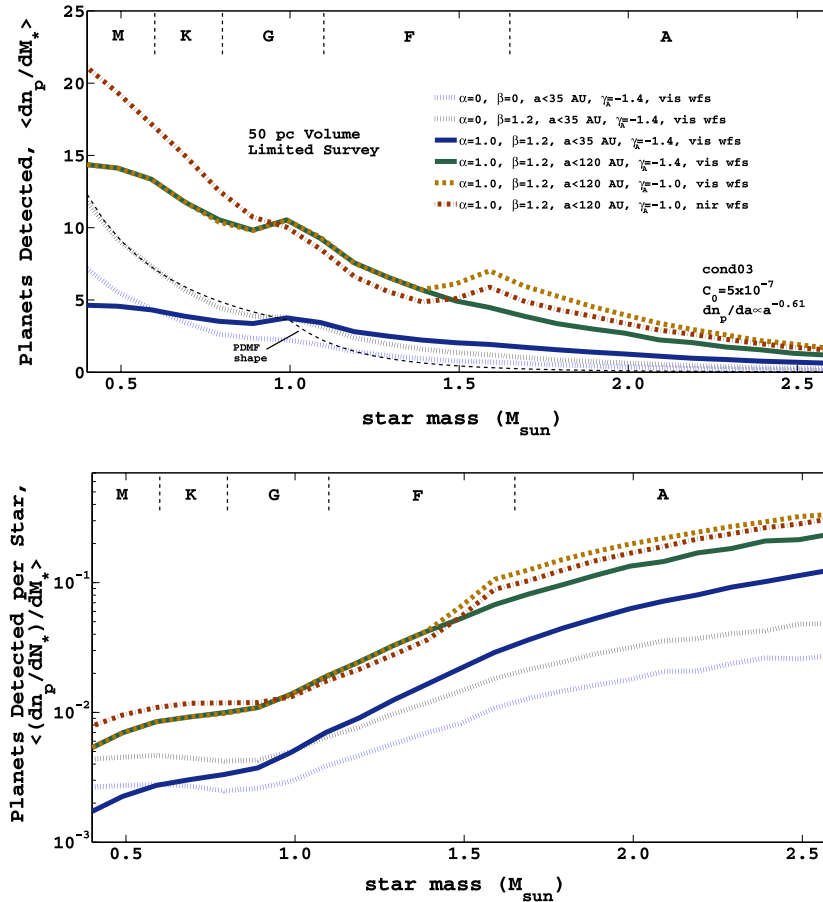 Planets Detected, <dn_p/dM_*>
25
20
15
10
5
0
M K G F A
α=0, β=0, a<35 AU, γ_A=-1.4, vis wfs
α=0, β=1.2, a<35 AU, γ_A=-1.4, vis wfs
α=1.0, β=1.2, a<35 AU, γ_A=-1.4, vis wfs
α=1.0, β=1.2, a<120 AU, γ_A=-1.4, vis wfs
α=1.0, β=1.2, a<120 AU, γ_A=-1.0, vis wfs
α=1.0, β=1.2, a<120 AU, γ_A=-1.0, nir wfs
50 pc Volume
Limited Survey
cond03
C_0=5x10^-7
dn_p/da∝a^-0.61
PDMF
shape
0.5 1.0 1.5 2.0 2.5
star mass (M_sun)
Planets Detected per Star,
<(dn_p/dN_*)/dM_*>
10^-1
10^-2
10^-3
M K G F A
0.5 1.0 1.5 2.0 2.5
star mass (M_sun)